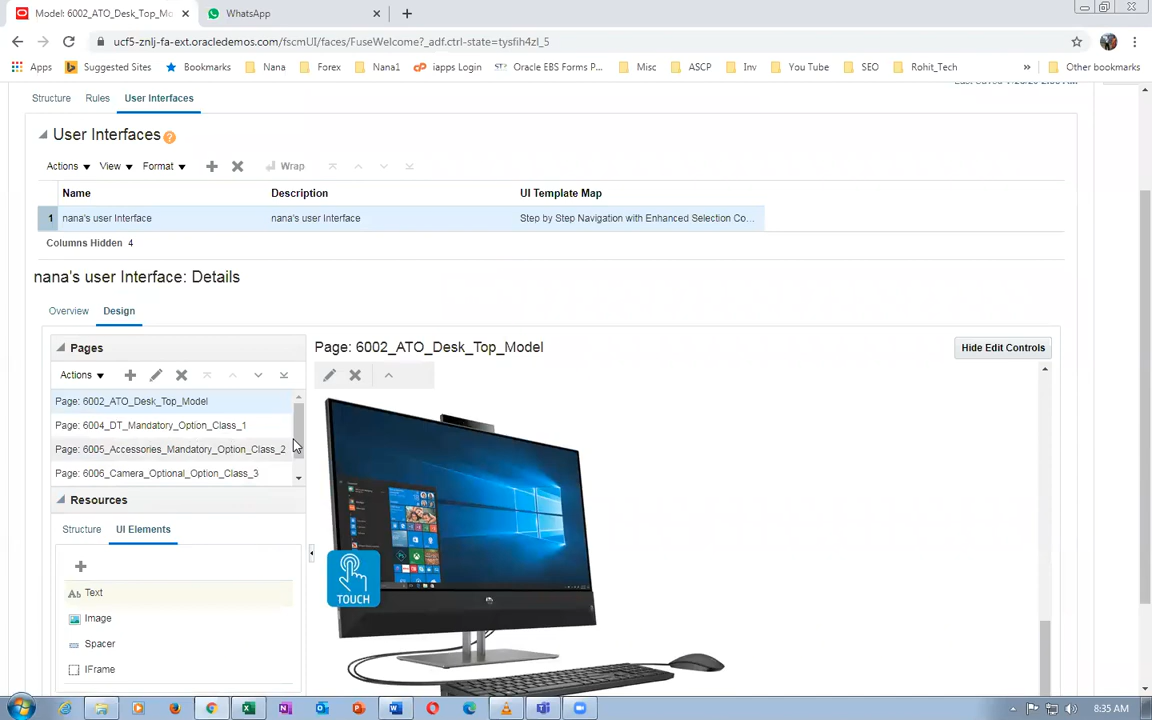 Model: 6002_ATO_Desk_Top_Mo
WhatsApp
ucf5-znlj-fa-ext.oracledemos.com/fscmUI/faces/FuseWelcome?_adf.ctrl-state=tysfih4zl_5
Apps Suggested Sites Bookmarks Nana Forex Nana1 iapps Login Oracle EBS Forms P... Misc ASCP Inv You Tube SEO Rohit_Tech » Other bookmarks
Structure Rules User Interfaces
User Interfaces
Actions View Format Wrap
Name Description UI Template Map
1 nana's user Interface nana's user Interface Step by Step Navigation with Enhanced Selection Co...
Columns Hidden 4
nana's user Interface: Details
Overview Design
Pages
Page: 6002_ATO_Desk_Top_Model
Hide Edit Controls
Actions
Page: 6002_ATO_Desk_Top_Model
Page: 6004_DT_Mandatory_Option_Class_1
Page: 6005_Accessories_Mandatory_Option_Class_2
Page: 6006_Camera_Optional_Option_Class_3
Resources
Structure UI Elements
Text
Image
Spacer
IFrame
TOUCH
8:35 AM